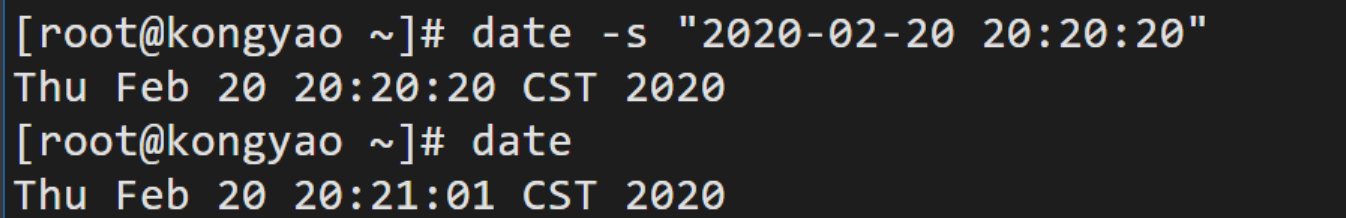 [root@kongyao ~]# date -s "2020-02-20 20:20:20"
Thu Feb 20 20:20:20 CST 2020
[root@kongyao ~]# date
Thu Feb 20 20:21:01 CST 2020